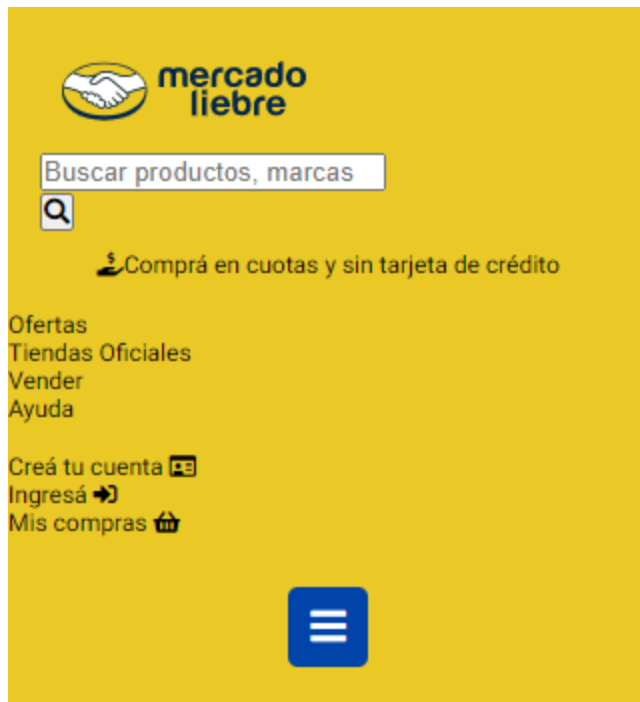 mercado
liebre
Buscar productos, marcas
Comprá en cuotas y sin tarjeta de crédito
Ofertas
Tiendas Oficiales
Vender
Ayuda
Creá tu cuenta
Ingresá
Mis compras